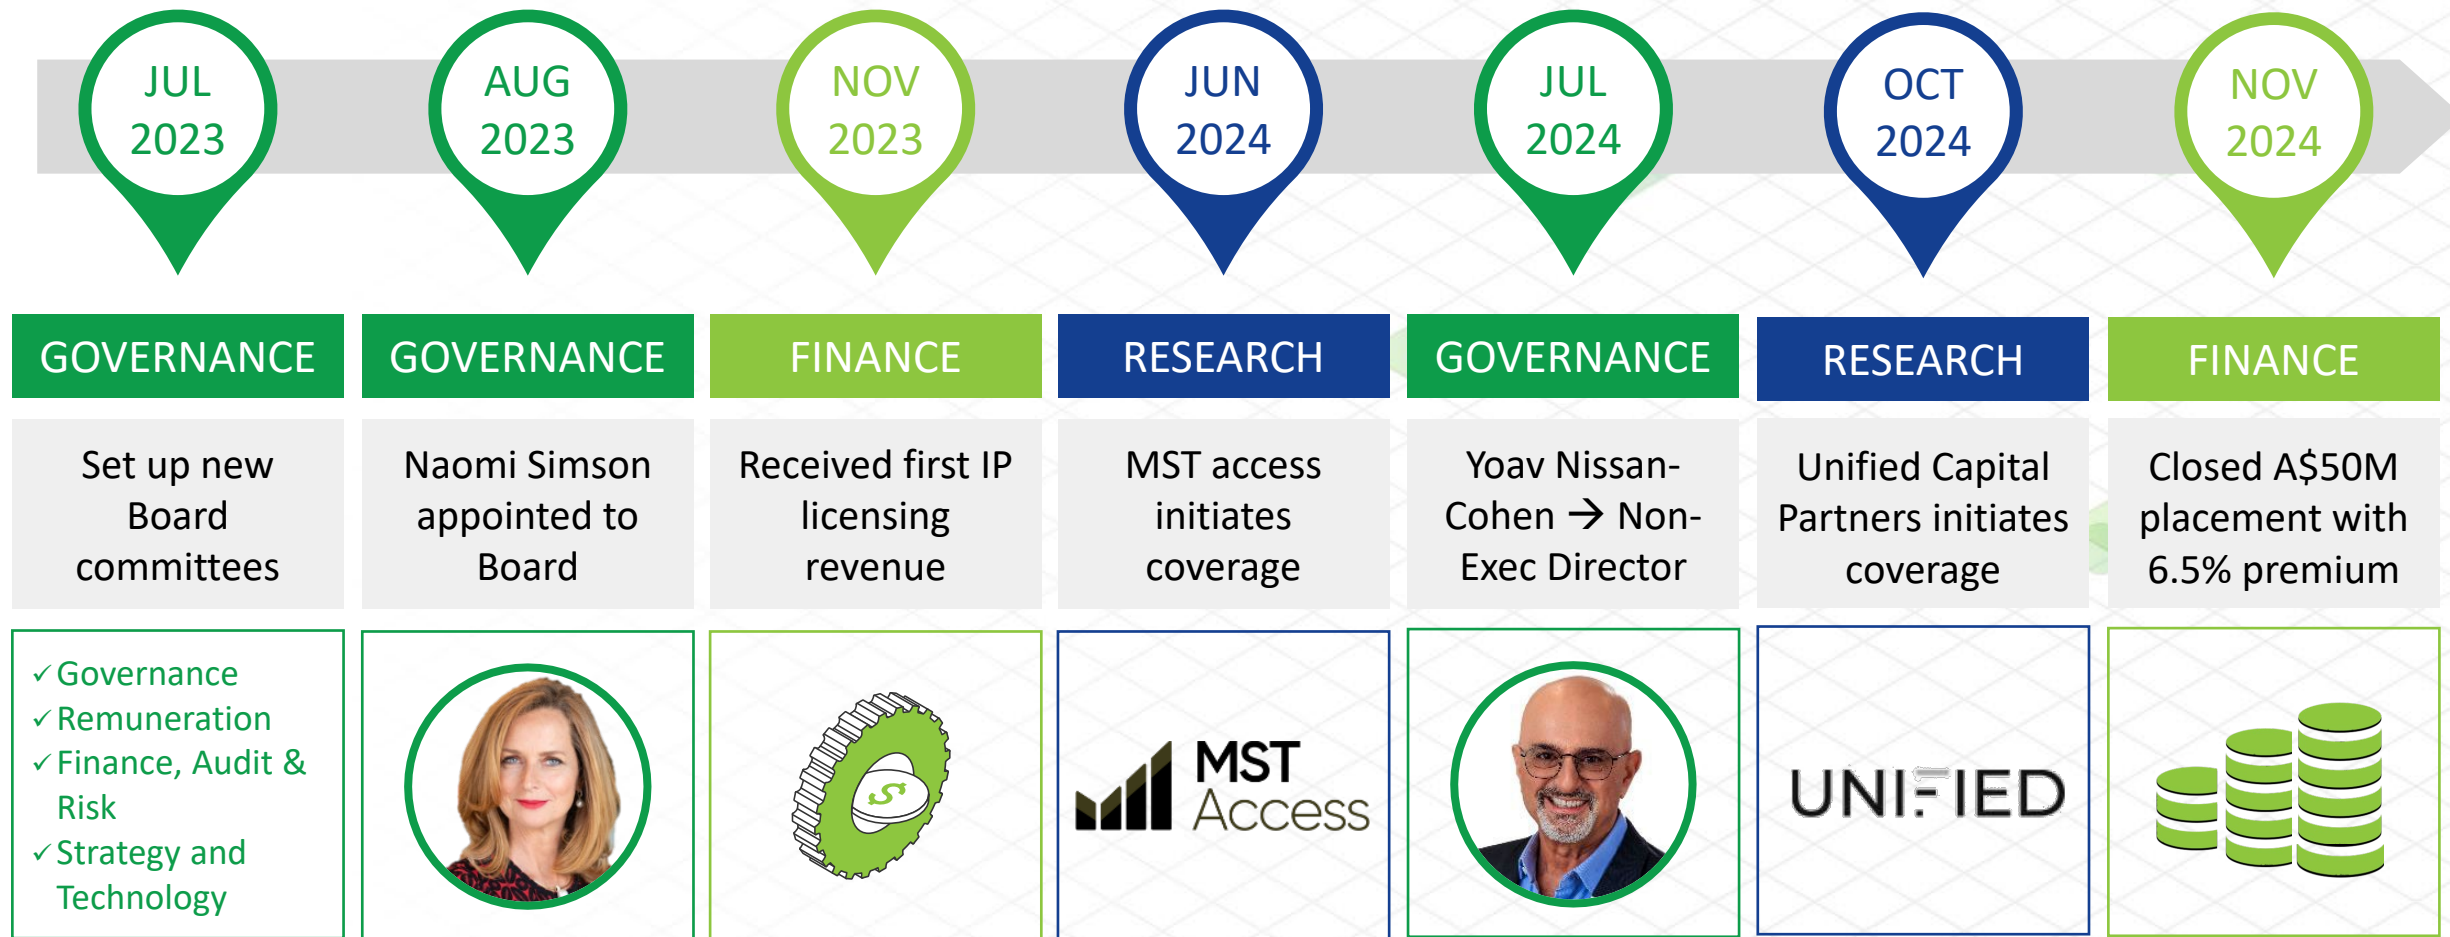 JUL
2023
AUG
2023
NOV
2023
JUN
2024
JUL
2024
OCT
2024
NOV
2024
GOVERNANCE
GOVERNANCE
FINANCE
RESEARCH
GOVERNANCE
RESEARCH
FINANCE
Set up new
Board
committees
Naomi Simson
appointed to
Board
Received first IP
licensing
revenue
MST access
initiates
coverage
Yoav Nissan-
Cohen → Non-
Exec Director
Unified Capital
Partners initiates
coverage
Closed A$50M
placement with
6.5% premium
✓ Governance
✓ Remuneration
✓ Finance, Audit &
Risk
✓ Strategy and
Technology
$
MST
Access
UNIFIED